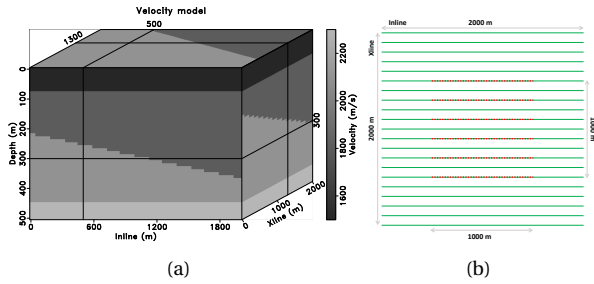 Velocity model
1300
500
0
100
200
300
400
500
Depth (m)
0
600
1200
1800
Inline (m)
0
1000
2000
Xline (m)
300
2200
2000
1800
1600
Velocity (m/s)
(a)
Inline
2000 m
Xline
2000 m
1000 m
1000 m
(b)